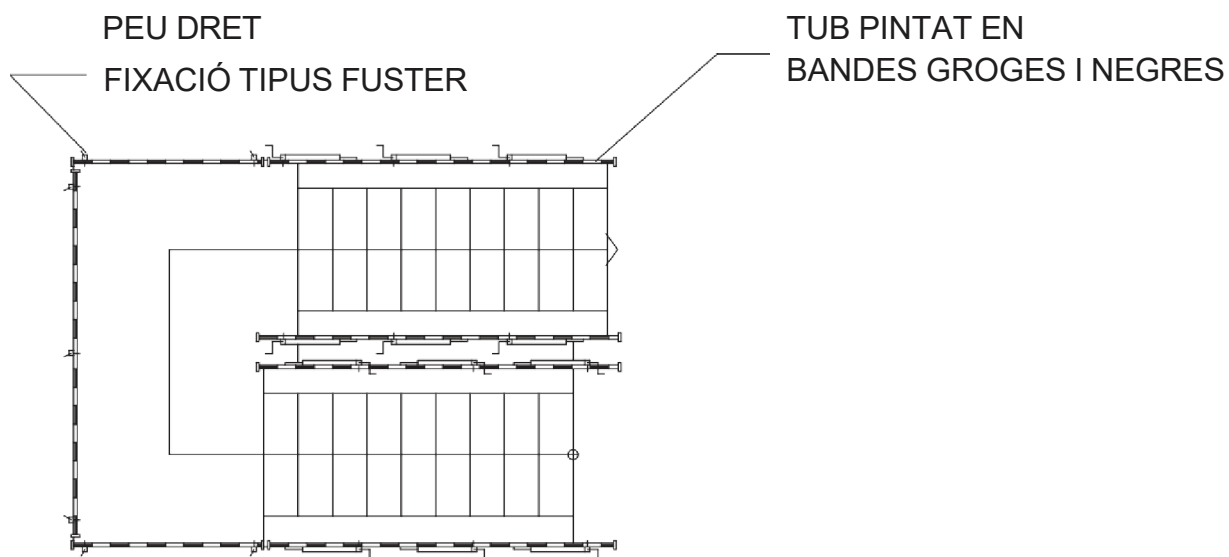 PEU DRET
FIXACIÓ TIPUS FUSTER
TUB PINTAT EN
BANDES GROGES I NEGRES